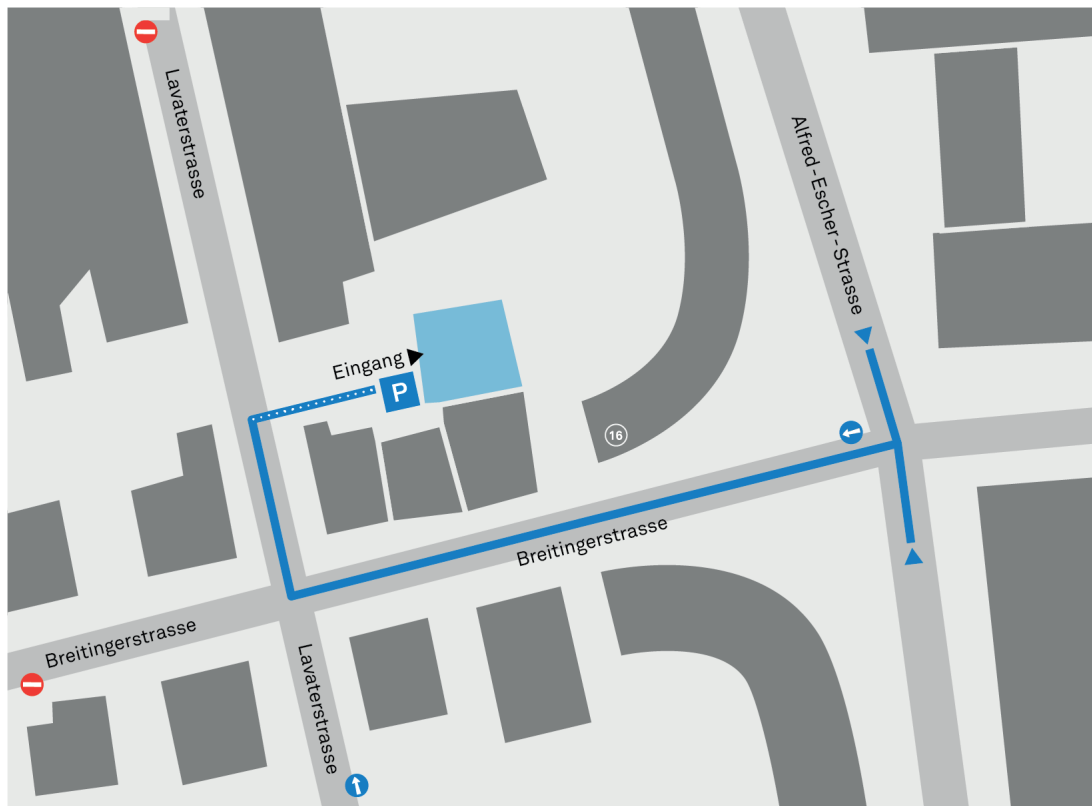 Lavaterstrasse
Alfred-Escher-Strasse
Eingang
P
16
Breitingerstrasse
Breitingerstrasse
Lavaterstrasse